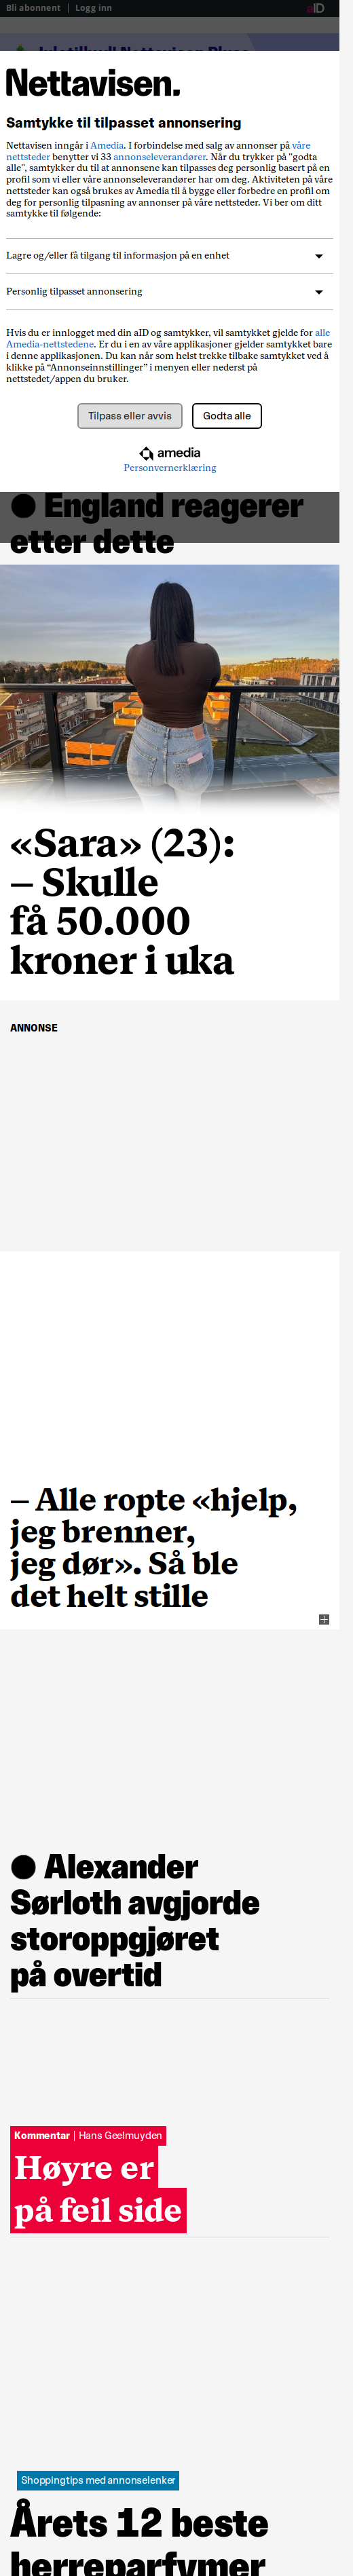 Bli abonnent | Logg inn
aID
Nettavisen.
Samtykke til tilpasset annonsering
Nettavisen inngår i Amedia. I forbindelse med salg av annonser på våre
nettsteder benytter vi 33 annonseleverandører. Når du trykker på "godta
alle", samtykker du til at annonsene kan tilpasses deg personlig basert på en
profil som vi eller våre annonseleverandører har om deg. Aktiviteten på våre
nettsteder kan også brukes av Amedia til å bygge eller forbedre en profil om
deg for personlig tilpasning av annonser på våre nettsteder. Vi ber om ditt
samtykke til følgende:
Lagre og/eller få tilgang til informasjon på en enhet
Personlig tilpasset annonsering
Hvis du er innlogget med din aID og samtykker, vil samtykket gjelde for alle
Amedia-nettstedene. Er du i en av våre applikasjoner gjelder samtykket bare
i denne applikasjonen. Du kan når som helst trekke tilbake samtykket ved å
klikke på “Annonseinnstillinger” i menyen eller nederst på
nettstedet/appen du bruker.
Tilpass eller avvis
Godta alle
amedia
Personvernerklæring
England reagerer
etter dette
«Sara» (23):
– Skulle
få 50.000
kroner i uka
ANNONSE
– Alle ropte «hjelp,
jeg brenner,
jeg dør». Så ble
det helt stille
Alexander
Sørloth avgjorde
storoppgjøret
på overtid
Kommentar | Hans Geelmuyden
Høyre er
på feil side
Shoppingtips med annonselenker
Årets 12 beste
herreparfymer